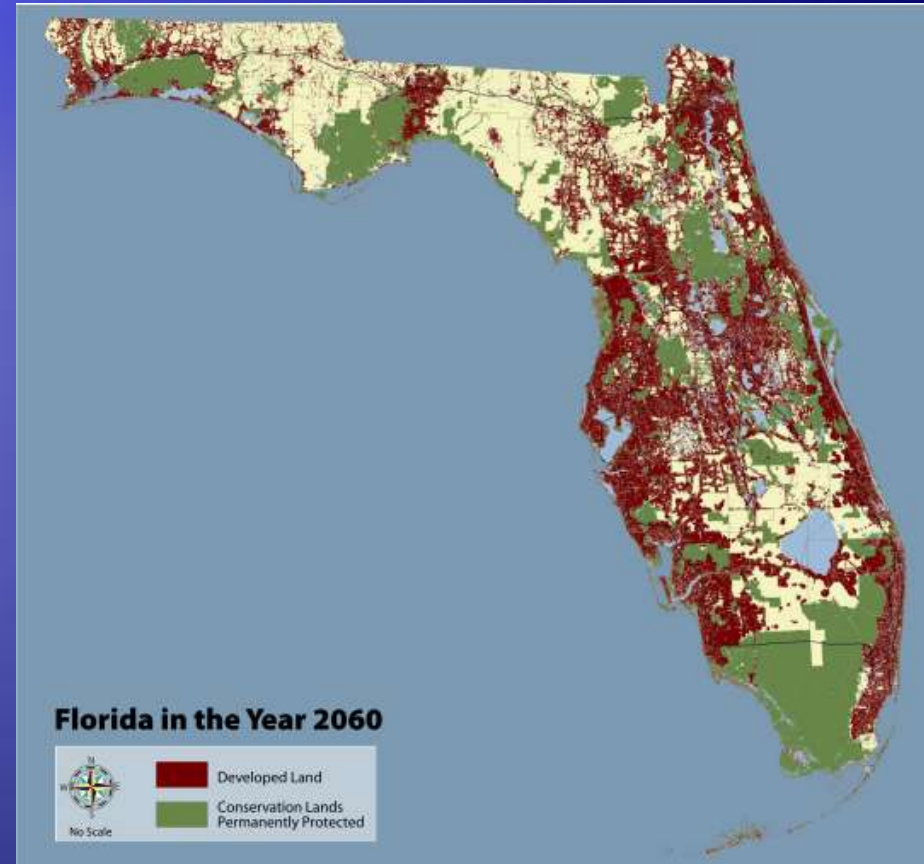 Florida in the Year 2060
N
W
E
S
No Scale
Developed Land
Conservation Lands
Permanently Protected